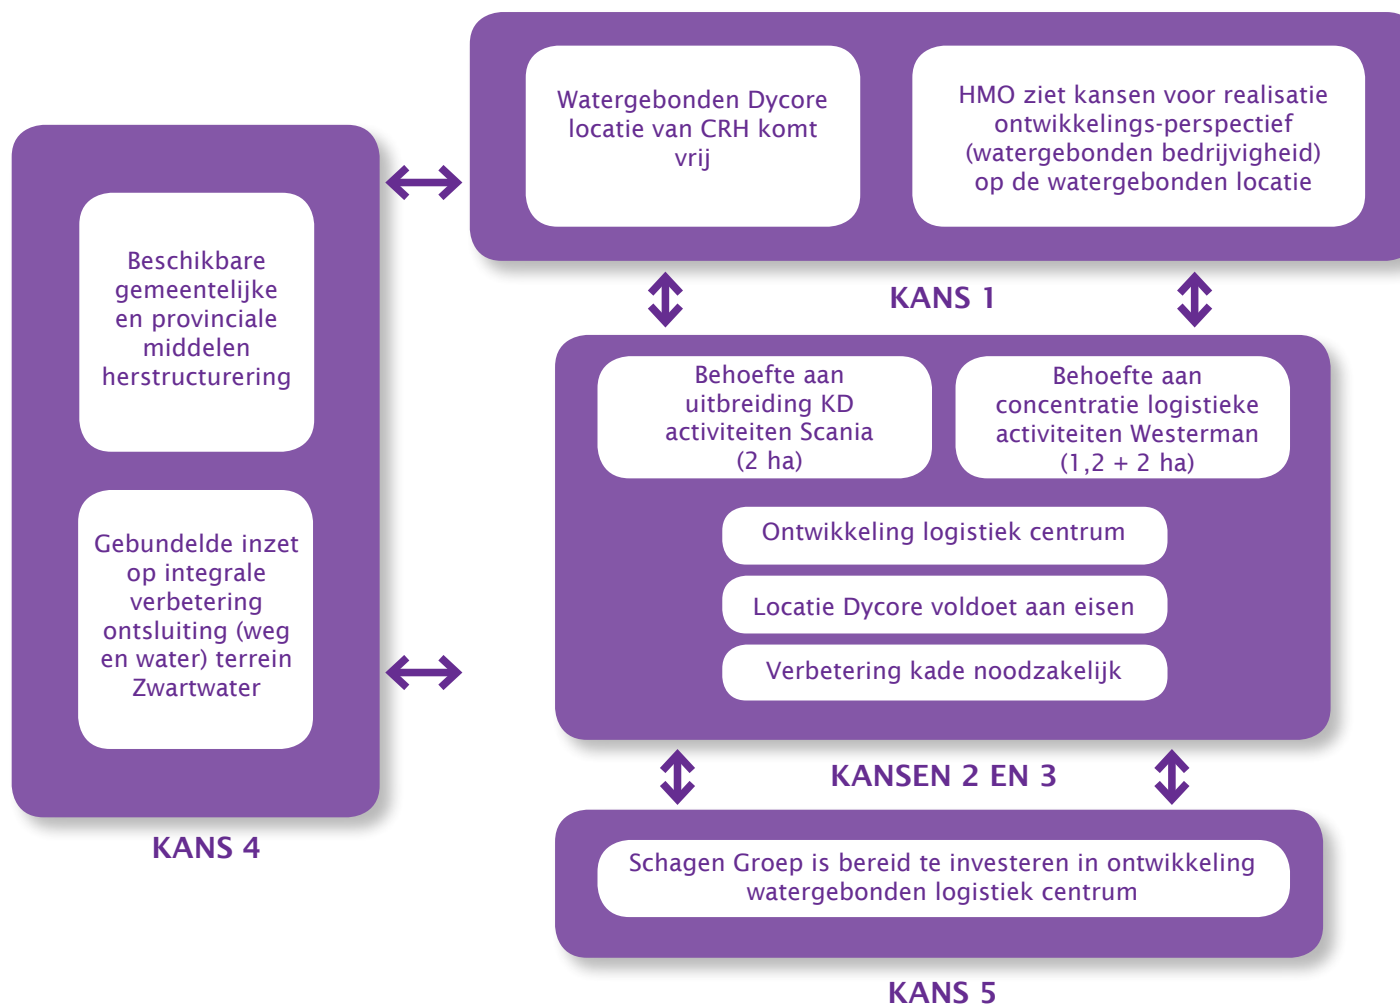 Watergebonden Dycore
locatie van CRH komt
vrij
HMO ziet kansen voor realisatie
ontwikkelings-perspectief
(watergebonden bedrijvigheid)
op de watergebonden locatie
KANS 1
Beschikbare
gemeentelijke
en provinciale
middelen
herstructurering
Gebundelde inzet
op integrale
verbetering
ontsluiting (weg
en water) terrein
Zwartwater
KANS 4
Behoefte aan
uitbreiding KD
activiteiten Scania
(2 ha)
Behoefte aan
concentratie logistieke
activiteiten Westerman
(1,2 + 2 ha)
Ontwikkeling logistiek centrum
Locatie Dycore voldoet aan eisen
Verbetering kade noodzakelijk
KANSEN 2 EN 3
Schagen Groep is bereid te investeren in ontwikkeling
watergebonden logistiek centrum
KANS 5